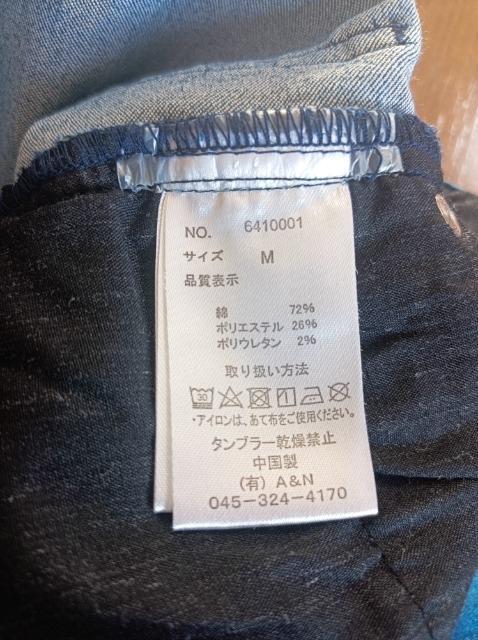 NO. 6410001
サイズ M
品質表示
綿 72%
ポリエステル 26%
ポリウレタン 2%
取り扱い方法
30
・アイロンは、あて布をご使用ください。
タンブラー乾燥禁止
中国製
(有) A&N
045-324-4170